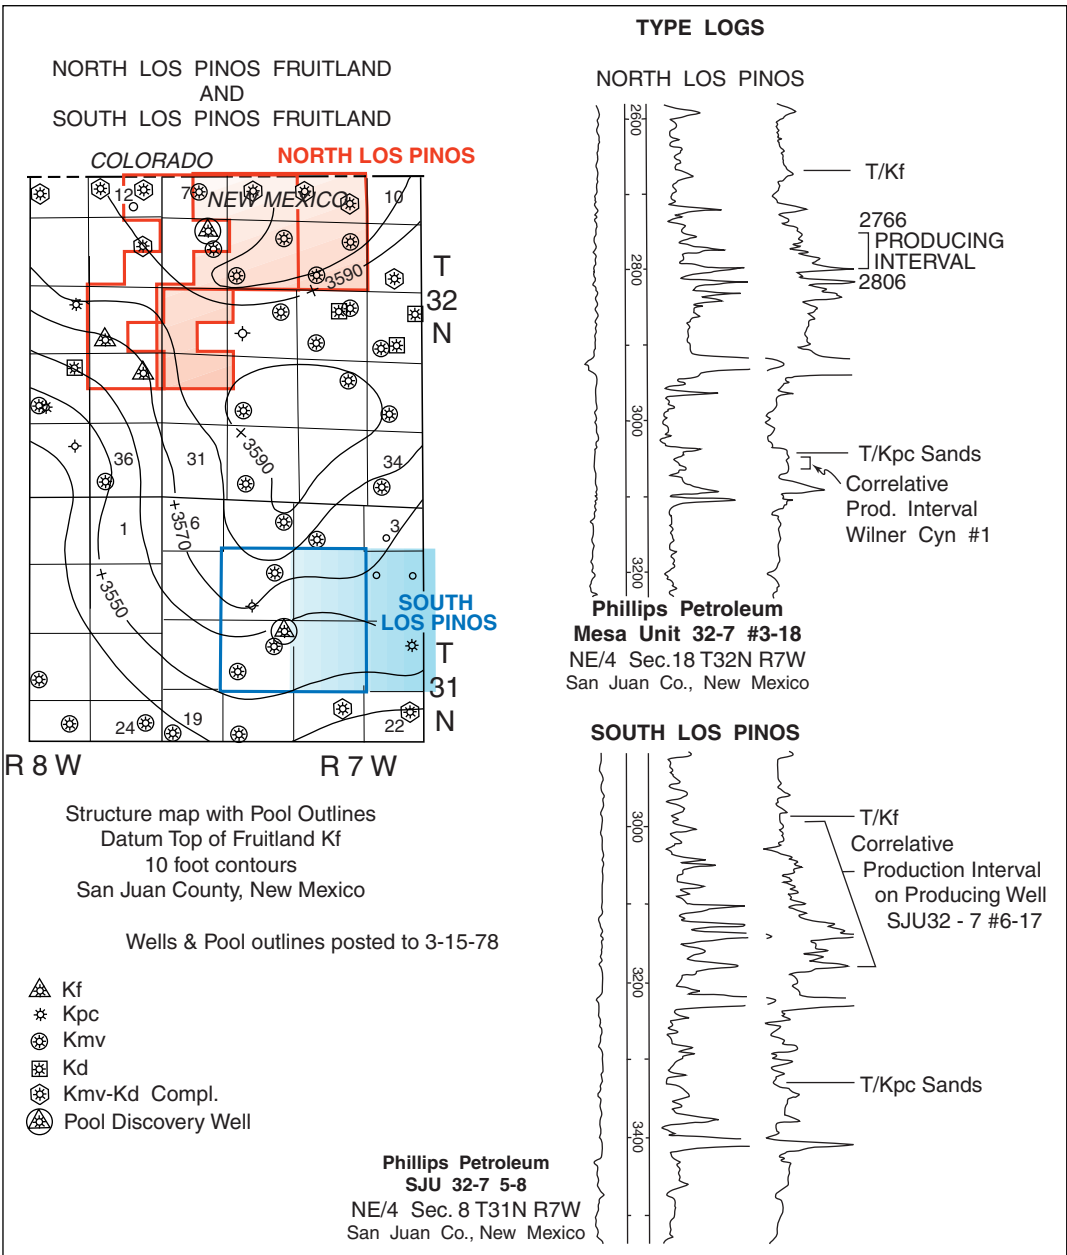 TYPE LOGS
NORTH LOS PINOS FRUITLAND
AND
SOUTH LOS PINOS FRUITLAND
COLORADO
NORTH LOS PINOS
12
7
NEW MEXICO
10
+ 3590
T
32
N
+ 3590
36
31
34
+ 3570
1
6
3
+ 3550
SOUTH
LOS PINOS
T
31
N
24
19
22
R 8 W
R 7 W
Structure map with Pool Outlines
Datum Top of Fruitland Kf
10 foot contours
San Juan County, New Mexico
Wells & Pool outlines posted to 3-15-78
Kf
Kpc
Kmv
Kd
Kmv-Kd Compl.
Pool Discovery Well
NORTH LOS PINOS
2600
2800
3000
3200
T/Kf
2766
PRODUCING
INTERVAL
2806
T/Kpc Sands
Correlative
Prod. Interval
Wilner Cyn #1
Phillips Petroleum
Mesa Unit 32-7 #3-18
NE/4 Sec.18 T32N R7W
San Juan Co., New Mexico
SOUTH LOS PINOS
3000
3200
3400
T/Kf
Correlative
Production Interval
on Producing Well
SJU32 - 7 #6-17
T/Kpc Sands
Phillips Petroleum
SJU 32-7 5-8
NE/4 Sec. 8 T31N R7W
San Juan Co., New Mexico